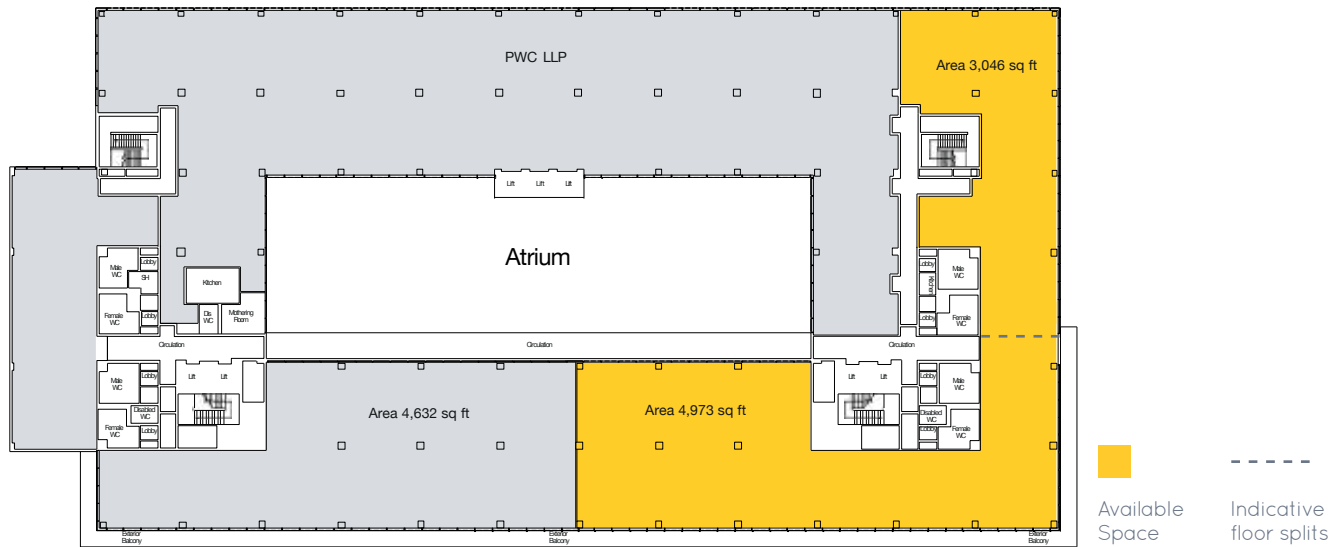 PWC LLP
Area 3,046 sq ft
Lift Lift Lift
Atrium
Male
WC
Lobby
SH
Female
WC
Lobby
Kitchen
Dis
WC
Mothering
Room
Lobby
Kitchen
Lobby
Male
WC
Female
WC
Circulation
Circulation
Circulation
Male
WC
Lobby
Disabled
WC
Female
WC
Lobby
Lift Lift
Area 4,632 sq ft
Area 4,973 sq ft
Lift Lift
Lobby
Male
WC
Disabled
WC
Lobby
Female
WC
Exterior
Balcony
Exterior
Balcony
Exterior
Balcony
Available
Space
Indicative
floor splits